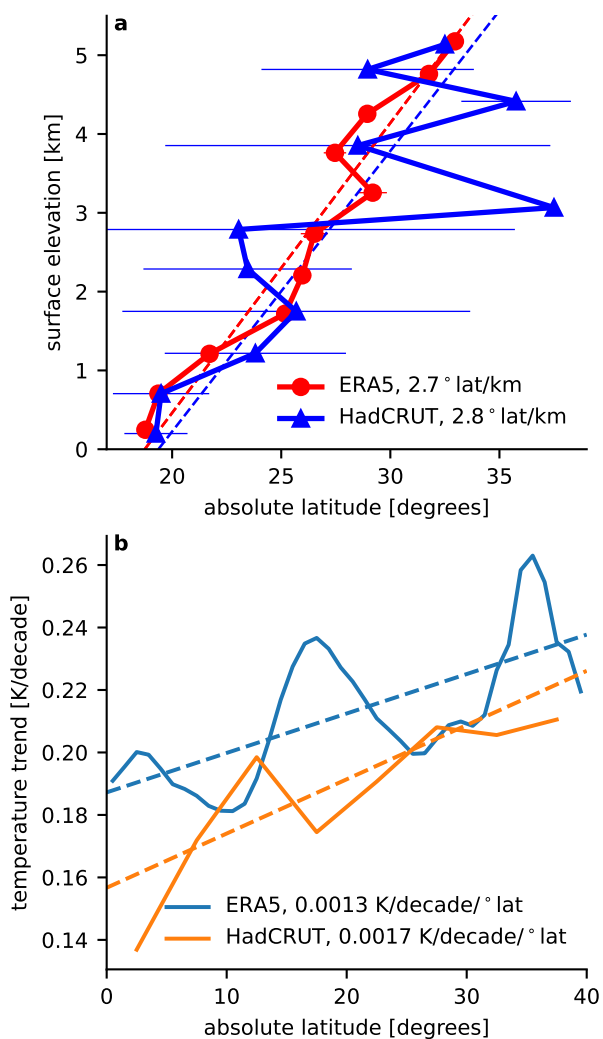 a
surface elevation [km]
5
4
3
2
1
0
ERA5, 2.7°lat/km
HadCRUT, 2.8°lat/km
20 25 30 35
absolute latitude [degrees]
b
temperature trend [K/decade]
0.26
0.24
0.22
0.20
0.18
0.16
0.14
ERA5, 0.0013 K/decade/°lat
HadCRUT, 0.0017 K/decade/°lat
0 10 20 30 40
absolute latitude [degrees]